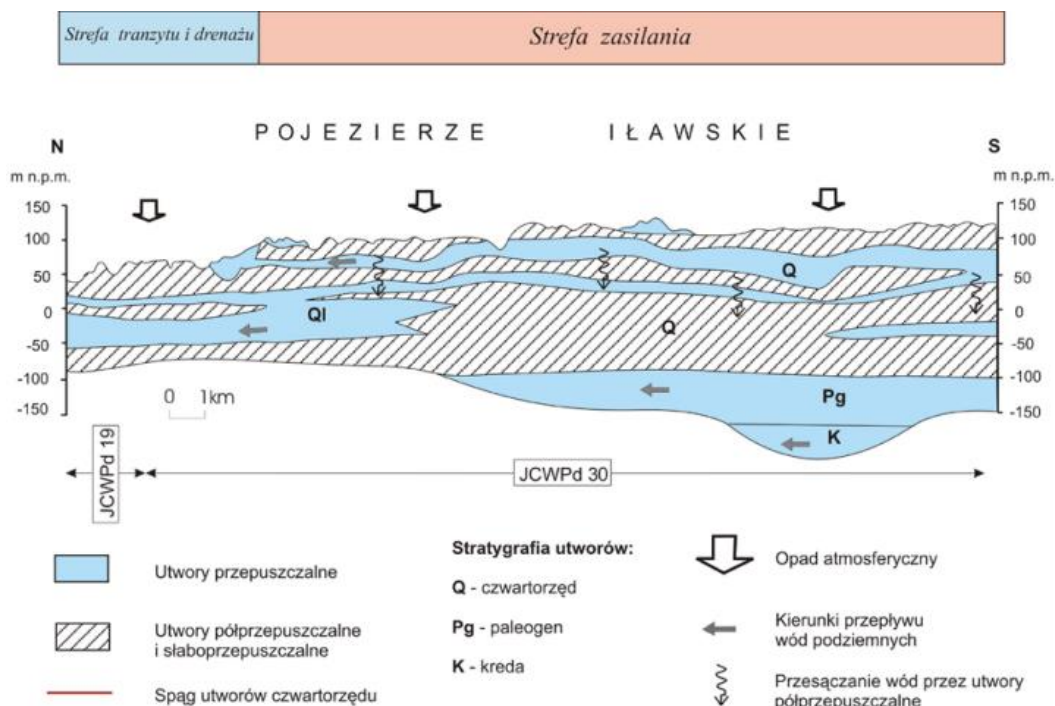 Strefa tranzytu i drenażu
Strefa zasilania
POJEZIERZE IŁAWSKIE
N
S
m n.p.m.
m n.p.m.
150
100
50
0
-50
-100
-150
150
100
50
0
-50
-100
-150
Q
Ql
Q
Pg
K
0 1km
JCWPd 19
JCWPd 30
Utwory przepuszczalne
Utwory półprzepuszczalne
i słaboprzepuszczalne
Spąg utworów czwartorzędu
Stratygrafia utworów:
Q - czwartorzęd
Pg - paleogen
K - kreda
Opad atmosferyczny
Kierunki przepływu
wód podziemnych
Przesączanie wód przez utwory
półprzepuszczalne